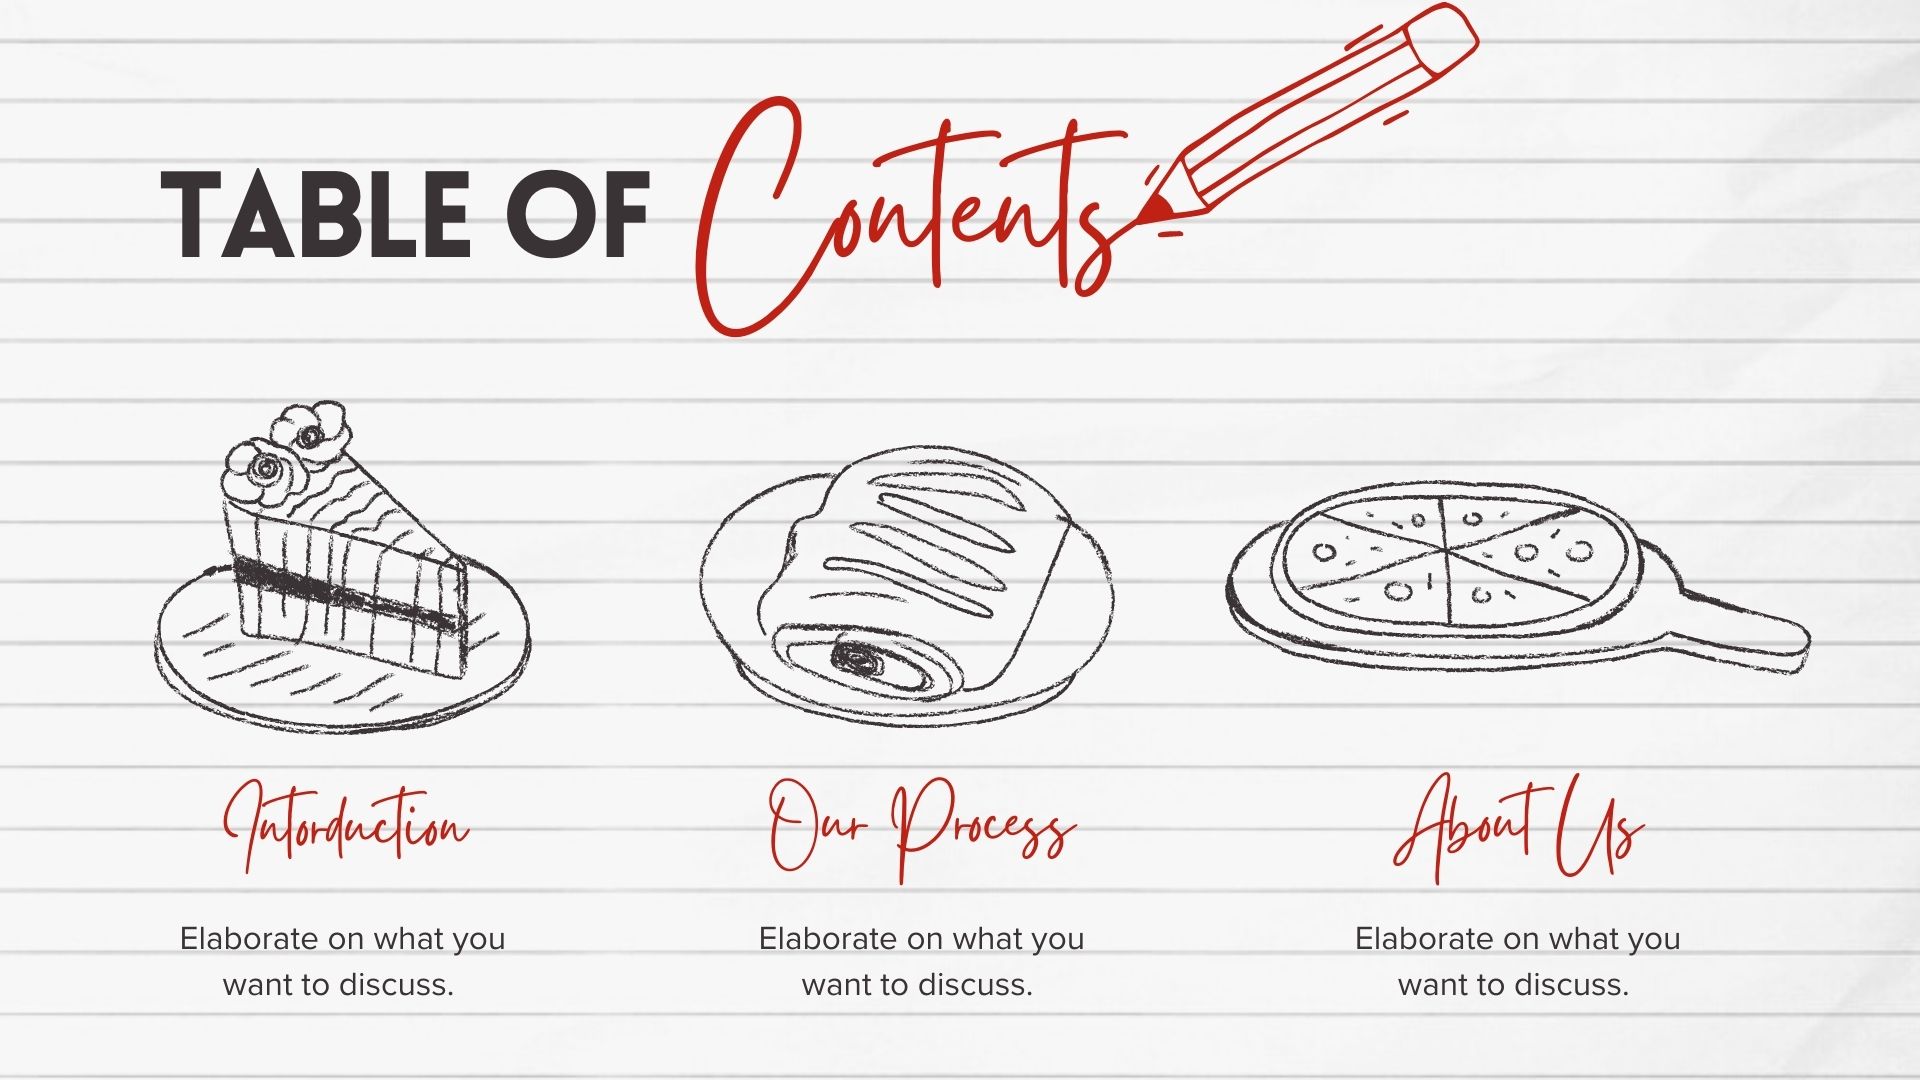 TABLE OF Contents
Intorduction
Our Process
About Us
Elaborate on what you
want to discuss.
Elaborate on what you
want to discuss.
Elaborate on what you
want to discuss.